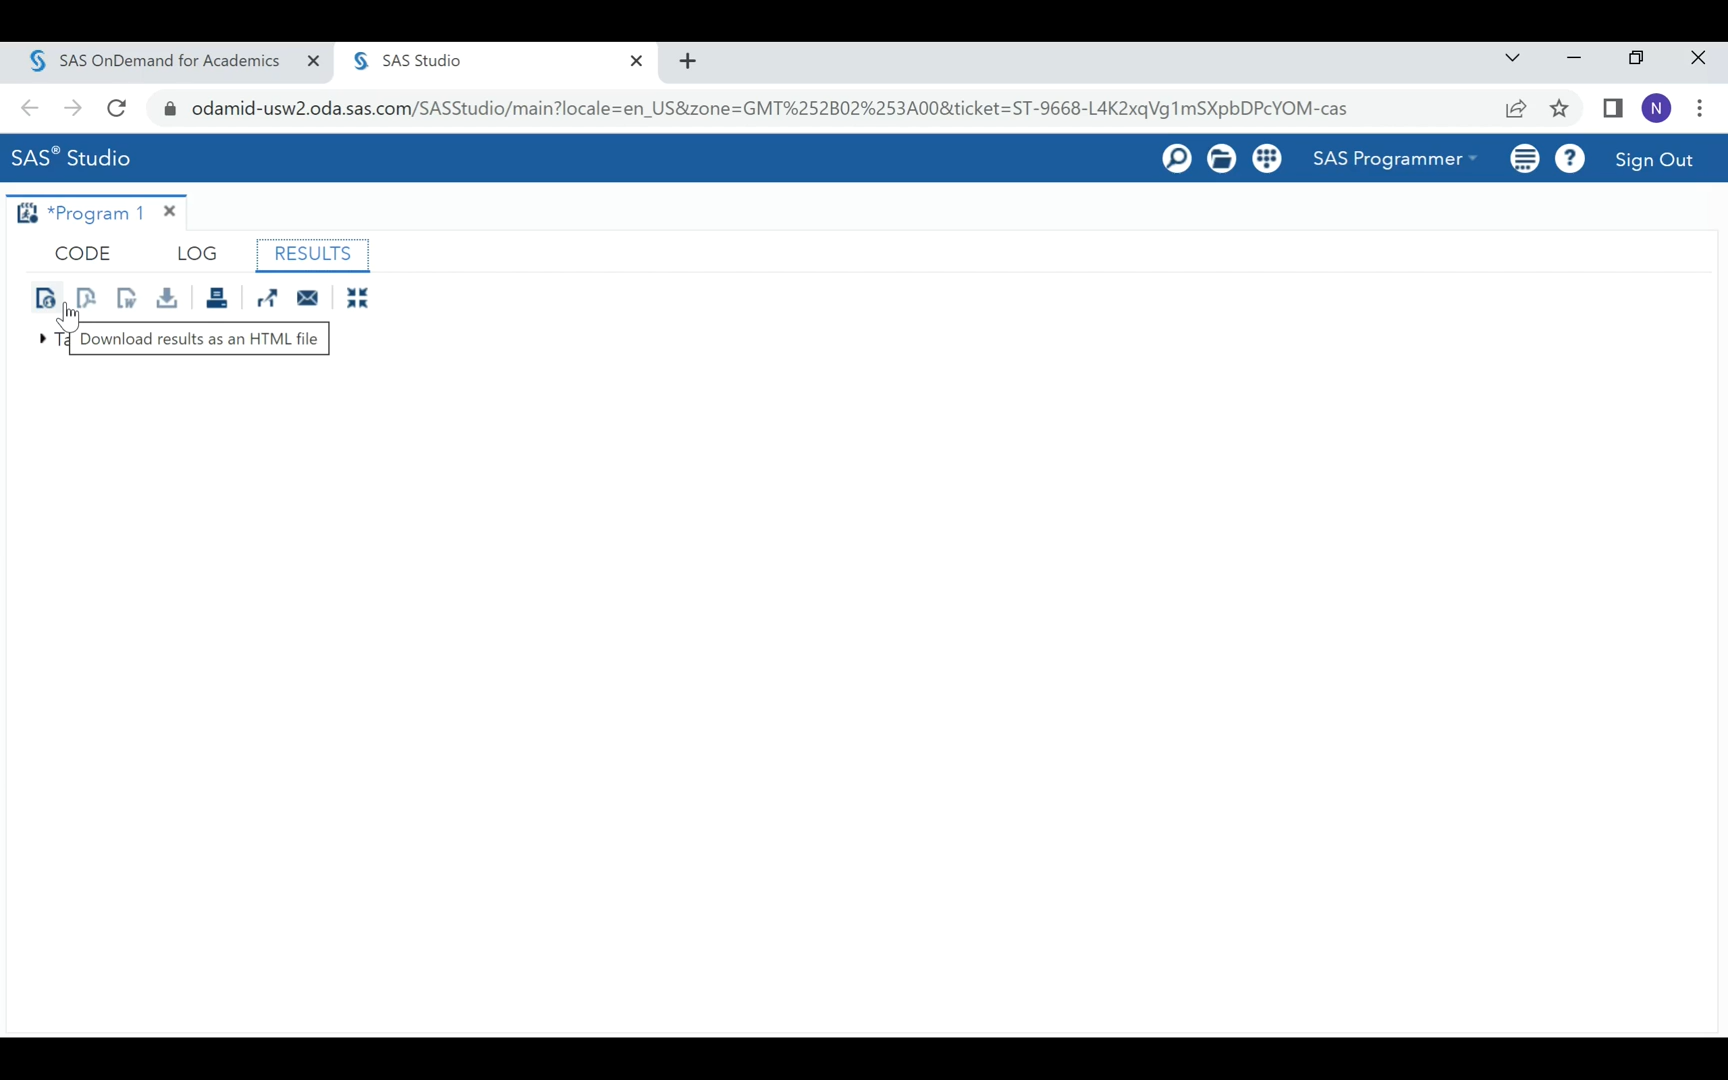 SAS OnDemand for Academics
SAS Studio
odamid-usw2.oda.sas.com/SASStudio/main?locale=en_US&zone=GMT%252B02%253A00&ticket=ST-9668-L4K2xqVg1mSXpbDPcYOM-cas
N
SAS® Studio
SAS Programmer
?
Sign Out
*Program 1
CODE LOG RESULTS
Download results as an HTML file